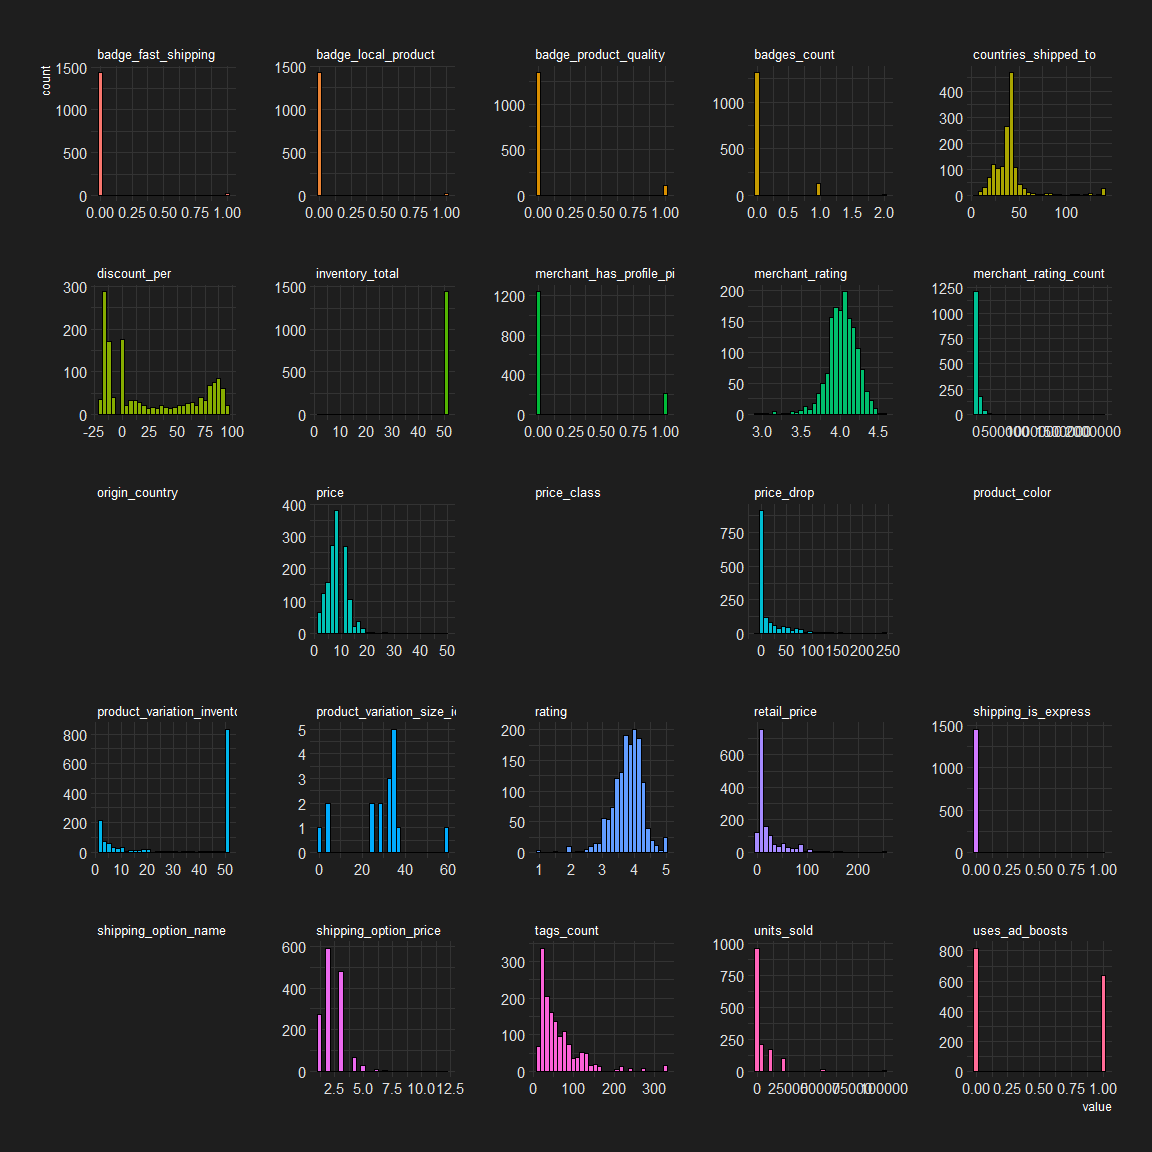 badge_fast_shipping
badge_local_product
badge_product_quality
badges_count
countries_shipped_to
count
1500
1000
500
0
0.00 0.25 0.50 0.75 1.00
1500
1000
500
0
0.00 0.25 0.50 0.75 1.00
1000
500
0
0.00 0.25 0.50 0.75 1.00
1000
500
0
0.0 0.5 1.0 1.5 2.0
400
300
200
100
0
0 50 100
discount_per
inventory_total
merchant_has_profile_pi
merchant_rating
merchant_rating_count
300
200
100
0
-25 0 25 50 75 100
1500
1000
500
0
0 10 20 30 40 50
1200
800
400
0
0.00 0.25 0.50 0.75 1.00
200
150
100
50
0
3.0 3.5 4.0 4.5
1250
1000
750
500
250
0
0 500000 1000000 1500000 2000000
origin_country
price
price_class
price_drop
product_color
400
300
200
100
0
0 10 20 30 40 50
750
500
250
0
0 50 100 150 200 250
product_variation_invento
product_variation_size_i
rating
retail_price
shipping_is_express
800
600
400
200
0
0 10 20 30 40 50
5
4
3
2
1
0
0 20 40 60
200
150
100
50
0
1 2 3 4 5
600
400
200
0
0 100 200
1500
1000
500
0
0.00 0.25 0.50 0.75 1.00
shipping_option_name
shipping_option_price
tags_count
units_sold
uses_ad_boosts
600
400
200
0
2.5 5.0 7.5 10.0 12.5
300
200
100
0
0 100 200 300
1000
750
500
250
0
0 25000 50000 75000 100000
800
600
400
200
0
0.00 0.25 0.50 0.75 1.00
value